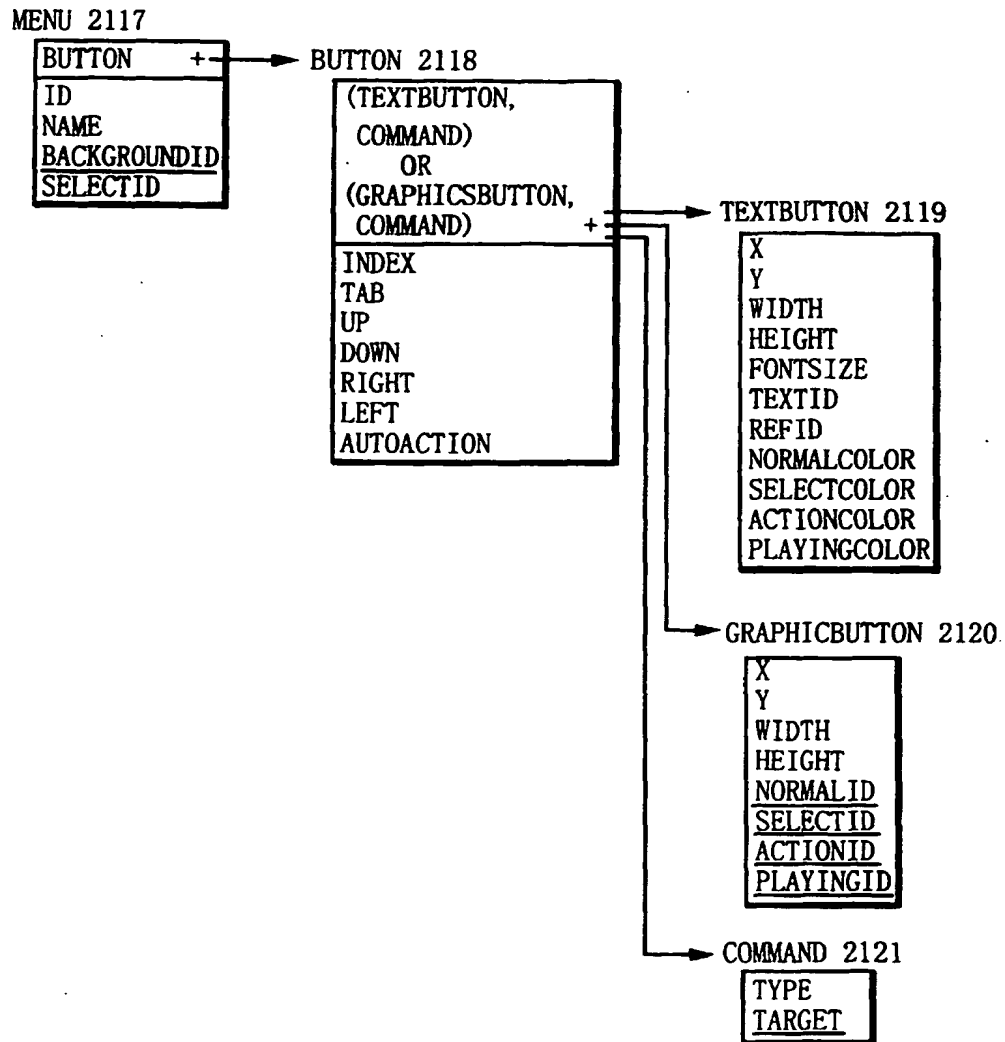 MENU 2117
BUTTON +
ID
NAME
BACKGROUNDID
SELECTID
BUTTON 2118
(TEXTBUTTON,
COMMAND)
OR
(GRAPHICSBUTTON,
COMMAND) +
INDEX
TAB
UP
DOWN
RIGHT
LEFT
AUTOACTION
TEXTBUTTON 2119
X
Y
WIDTH
HEIGHT
FONTSIZE
TEXTID
REFID
NORMALCOLOR
SELECTCOLOR
ACTIONCOLOR
PLAYINGCOLOR
GRAPHICBUTTON 2120
X
Y
WIDTH
HEIGHT
NORMALID
SELECTID
ACTIONID
PLAYINGID
COMMAND 2121
TYPE
TARGET